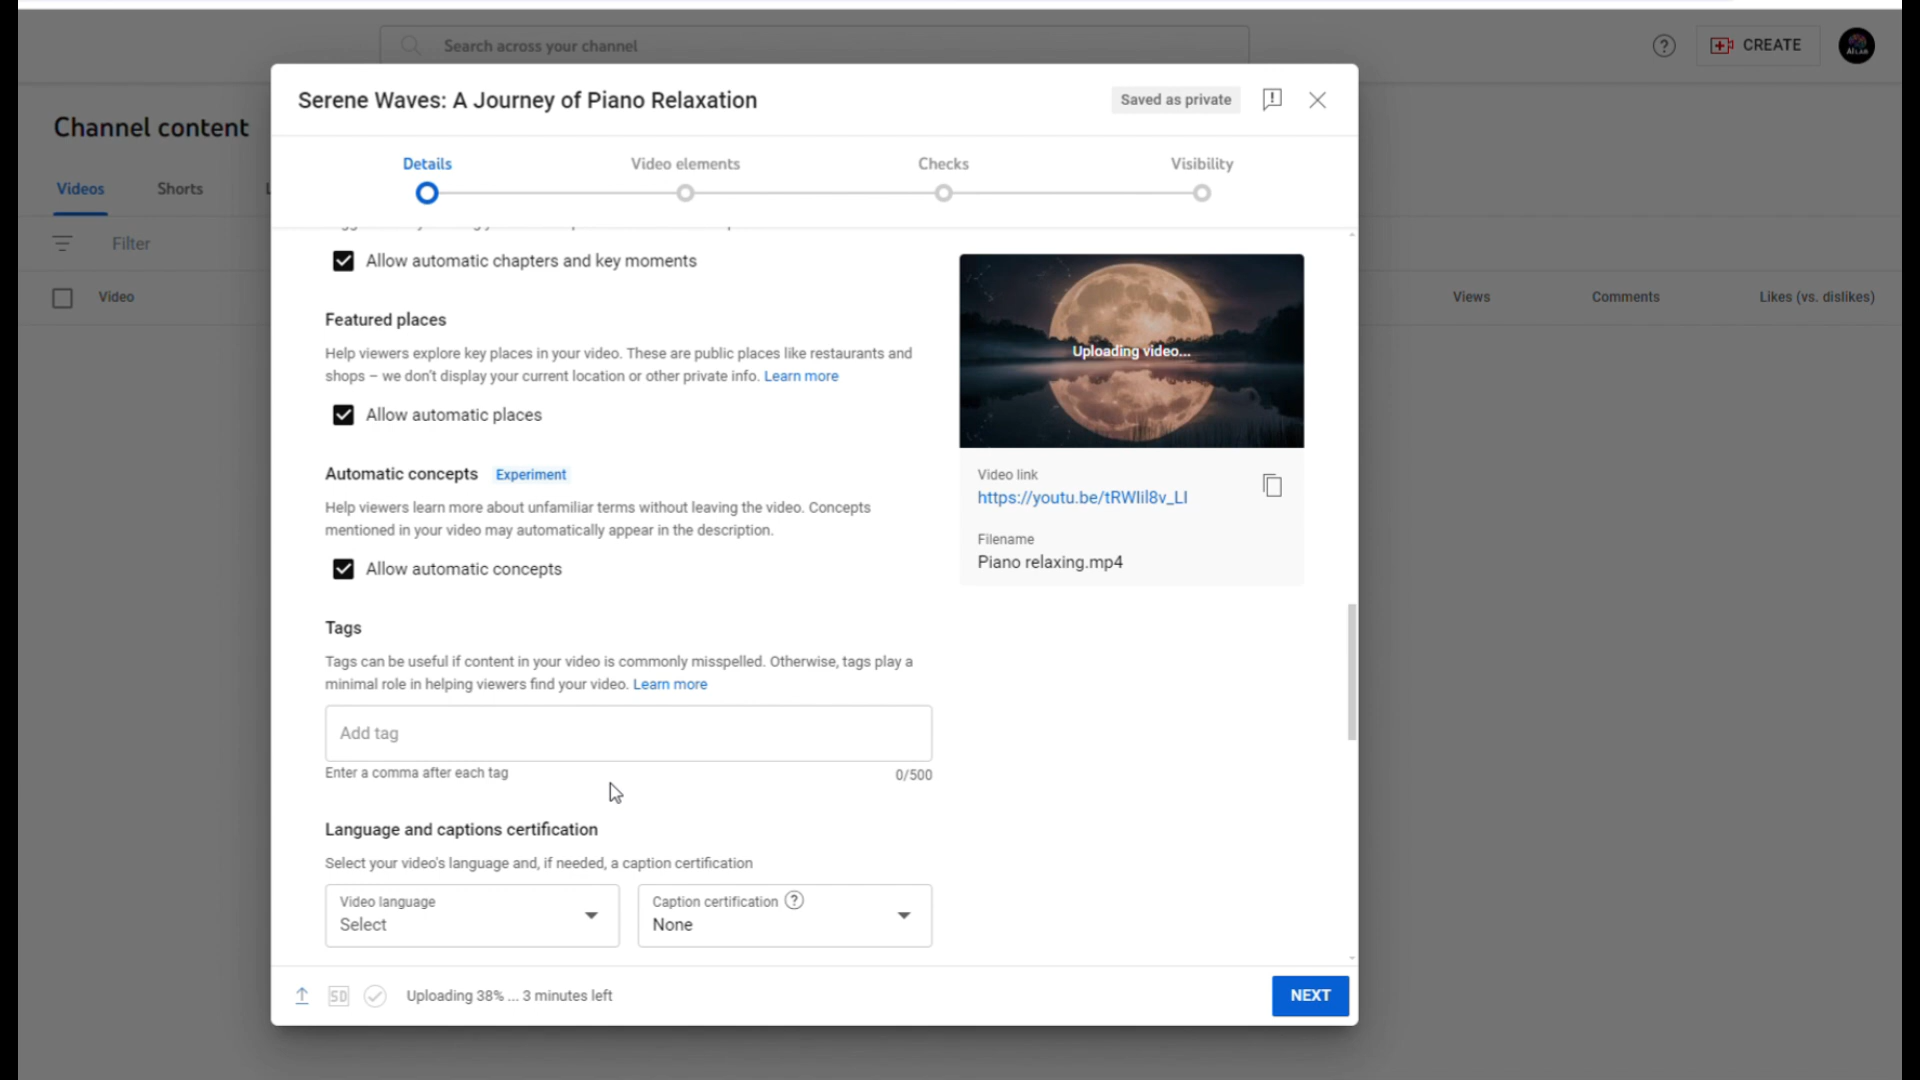 Search across your channel
CREATE
Serene Waves: A Journey of Piano Relaxation
Saved as private
Channel content
Details
Video elements
Checks
Visibility
Videos
Shorts
Filter
Allow automatic chapters and key moments
Video
Views
Comments
Likes (vs. dislikes)
Featured places
Help viewers explore key places in your video. These are public places like restaurants and
shops – we don't display your current location or other private info. Learn more
Uploading video...
Allow automatic places
Automatic concepts Experiment
Help viewers learn more about unfamiliar terms without leaving the video. Concepts
mentioned in your video may automatically appear in the description.
Allow automatic concepts
Video link
https://youtu.be/tRWIil8v_LI
Filename
Piano relaxing.mp4
Tags
Tags can be useful if content in your video is commonly misspelled. Otherwise, tags play a
minimal role in helping viewers find your video. Learn more
Add tag
Enter a comma after each tag
0/500
Language and captions certification
Select your video's language and, if needed, a caption certification
Video language
Select
Caption certification
None
SD
Uploading 38% ... 3 minutes left
NEXT